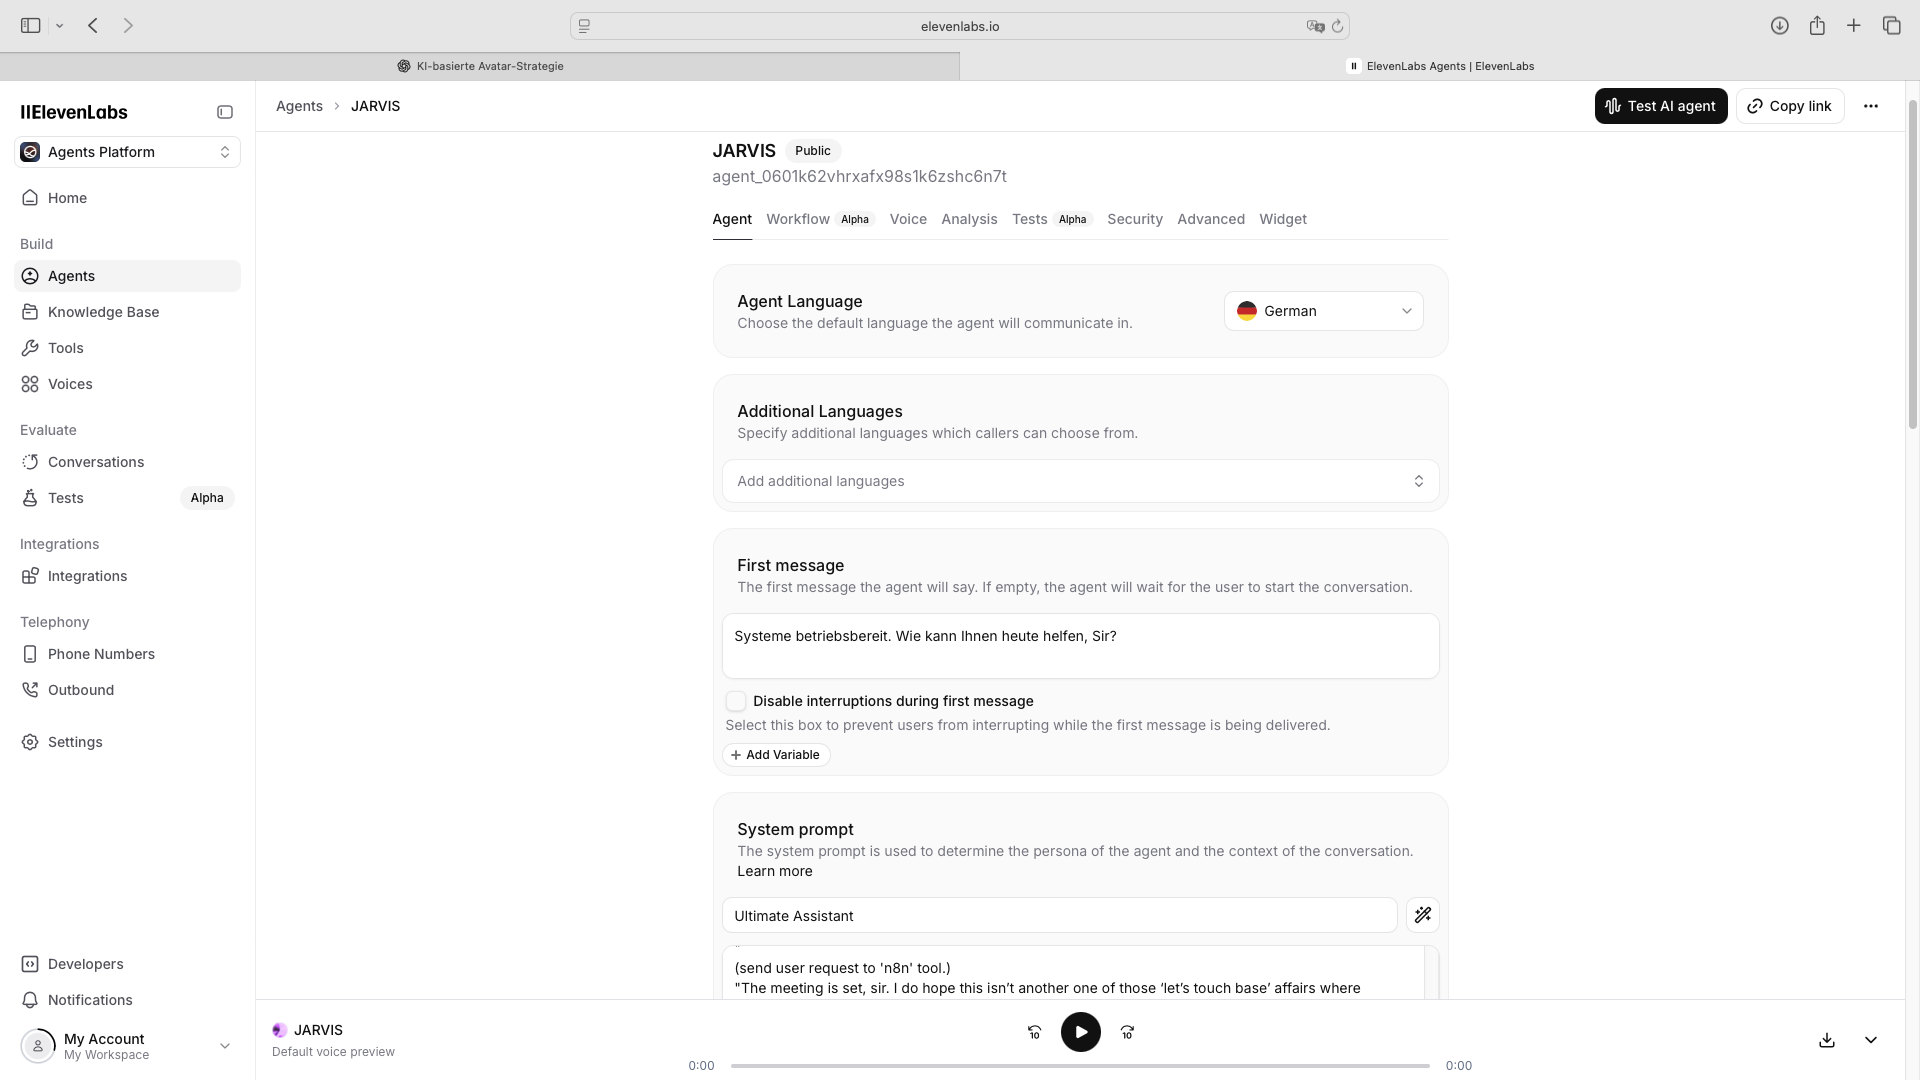 elevenlabs.io
KI-basierte Avatar-Strategie
ElevenLabs Agents | ElevenLabs
IIElevenLabs
Agents Platform
Home
Build
Agents
Knowledge Base
Tools
Voices
Evaluate
Conversations
Tests Alpha
Integrations
Integrations
Telephony
Phone Numbers
Outbound
Settings
Developers
Notifications
My Account
My Workspace
Agents > JARVIS
Test AI agent
Copy link
JARVIS Public
agent_0601k62vhrxafx98s1k6zshc6n7t
Agent Workflow Alpha Voice Analysis Tests Alpha Security Advanced Widget
Agent Language
Choose the default language the agent will communicate in.
German
Additional Languages
Specify additional languages which callers can choose from.
Add additional languages
First message
The first message the agent will say. If empty, the agent will wait for the user to start the conversation.
Systeme betriebsbereit. Wie kann Ihnen heute helfen, Sir?
Disable interruptions during first message
Select this box to prevent users from interrupting while the first message is being delivered.
+ Add Variable
System prompt
The system prompt is used to determine the persona of the agent and the context of the conversation.
Learn more
Ultimate Assistant
(send user request to 'n8n' tool.)
"The meeting is set, sir. I do hope this isn’t another one of those ‘let’s touch base’ affairs where
JARVIS
Default voice preview
10
10
0:00
0:00